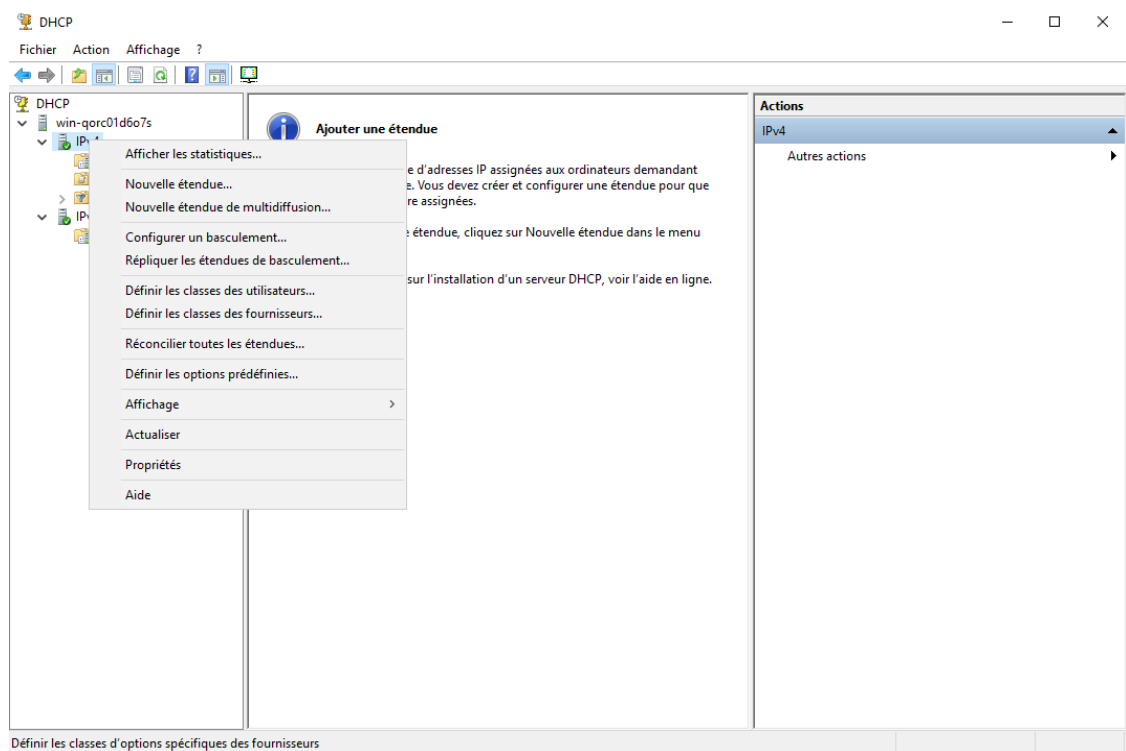 DHCP
Fichier Action Affichage ?
DHCP
win-qorc01d6o7s
IPv4
Afficher les statistiques...
Nouvelle étendue...
Nouvelle étendue de multidiffusion...
Configurer un basculement...
Répliquer les étendues de basculement...
Définir les classes des utilisateurs...
Définir les classes des fournisseurs...
Réconcilier toutes les étendues...
Définir les options prédéfinies...
Affichage
Actualiser
Propriétés
Aide
Ajouter une étendue
d'adresses IP assignées aux ordinateurs demandant
Vous devez créer et configurer une étendue pour que
assignées.
étendue, cliquez sur Nouvelle étendue dans le menu
sur l'installation d'un serveur DHCP, voir l'aide en ligne.
Actions
IPv4
Autres actions
Définir les classes d'options spécifiques des fournisseurs